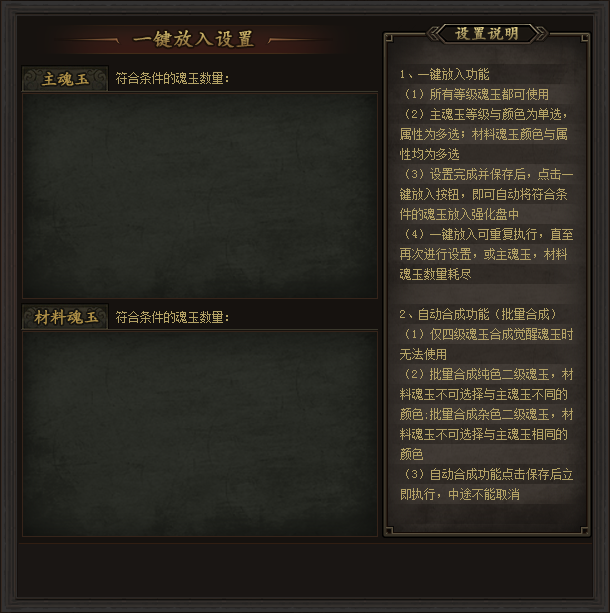 一键放入设置
主魂玉
符合条件的魂玉数量:
材料魂玉
符合条件的魂玉数量:
设置说明
1、一键放入功能
（1）所有等级魂玉都可使用
（2）主魂玉等级与颜色为单选，
属性为多选；材料魂玉颜色与属
性均为多选
（3）设置完成并保存后，点击一
键放入按钮，即可自动将符合条
件的魂玉放入强化盘中
（4）一键放入可重复执行，直至
再次进行设置，或主魂玉，材料
魂玉数量耗尽
2、自动合成功能（批量合成）
（1）仅四级魂玉合成觉醒魂玉时
无法使用
（2）批量合成纯色二级魂玉，材
料魂玉不可选择与主魂玉不同的
颜色;批量合成杂色二级魂玉，材
料魂玉不可选择与主魂玉相同的
颜色
（3）自动合成功能点击保存后立
即执行，中途不能取消